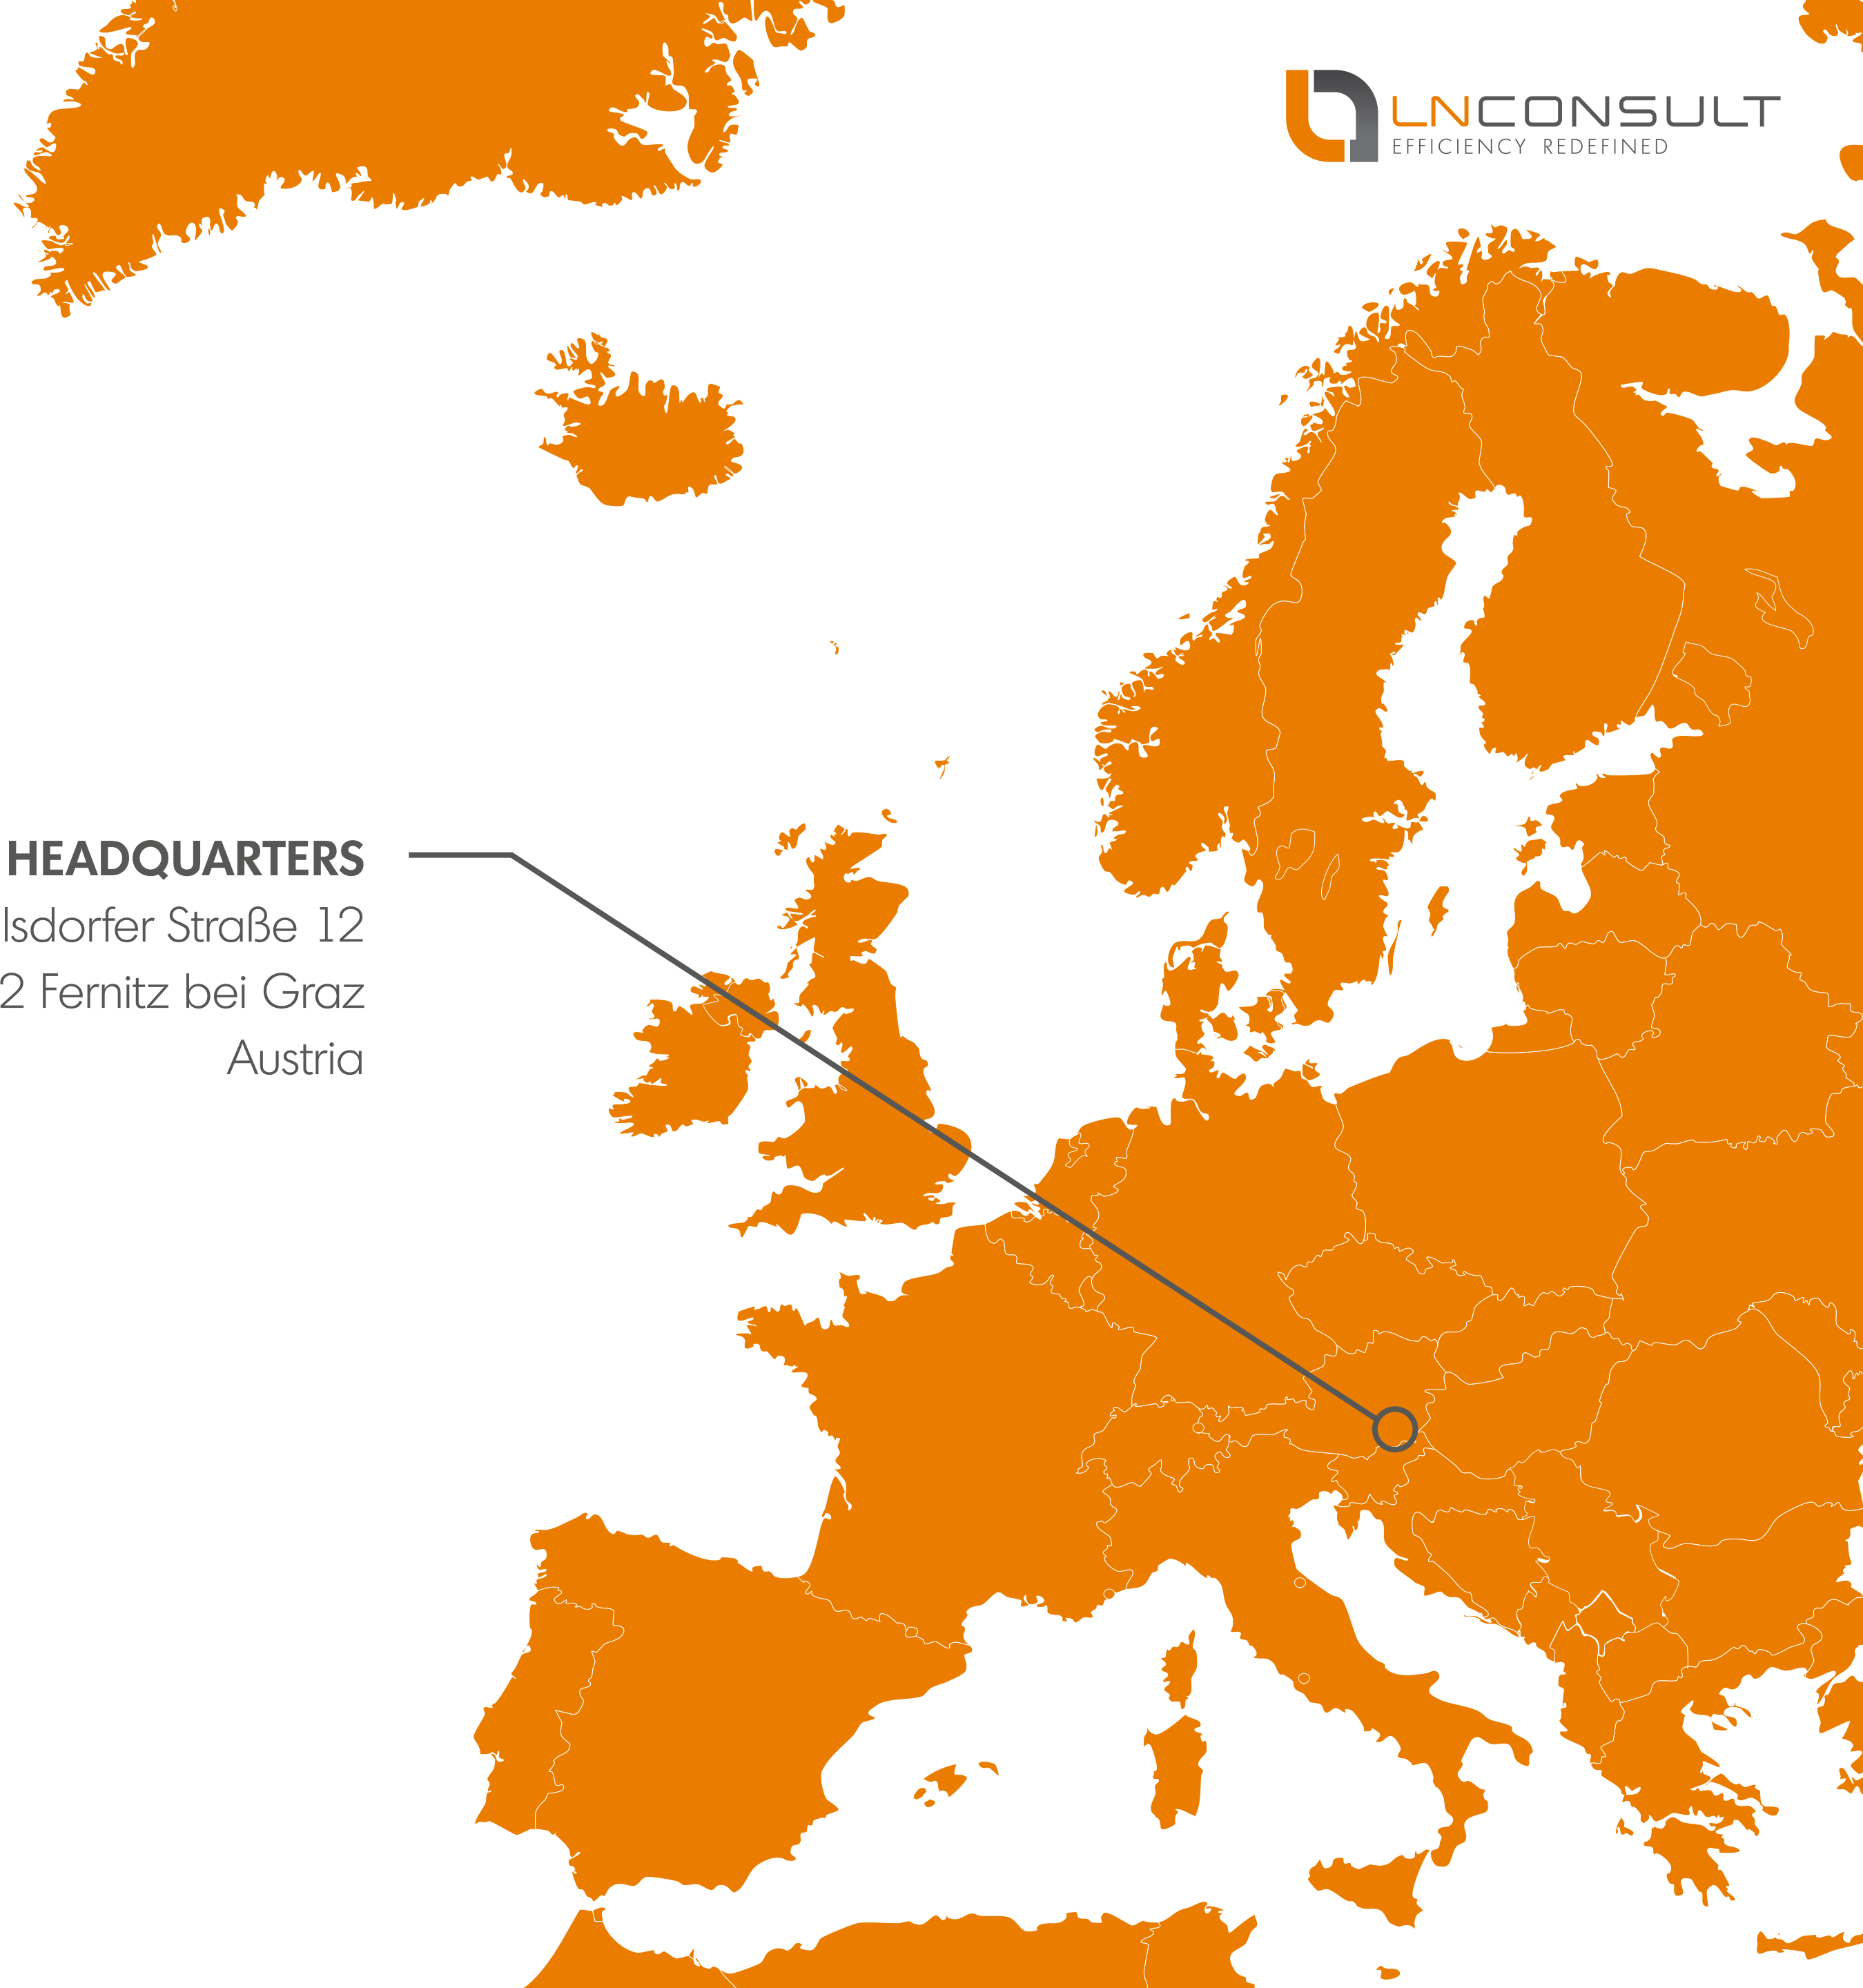 LNCONSULT
EFFICIENCY REDEFINED
HEADQUARTERS
lsdorfer Straße 12
2 Fernitz bei Graz
Austria